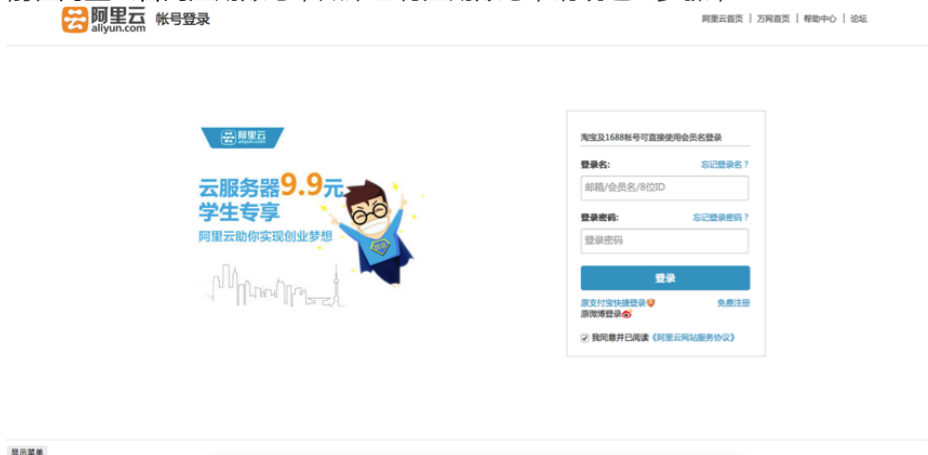 阿里云
aliyun.com
帐号登录
阿里云首页 | 万网首页 | 帮助中心 | 论坛
阿里云
aliyun.com
云服务器9.9元
学生专享
阿里云助你实现创业梦想
淘宝及1688帐号可直接使用会员名登录
登录名: 忘记登录名?
邮箱/会员名/8位ID
登录密码: 忘记登录密码?
登录密码
登录
原支付宝快捷登录 免费注册
原微博登录
我同意并已阅读《阿里云网站服务协议》
显示菜单